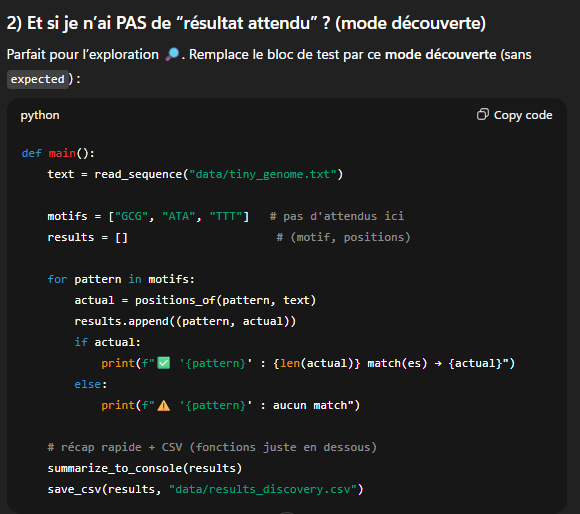 2) Et si je n’ai PAS de “résultat attendu” ? (mode découverte)
Parfait pour l’exploration 🔎. Remplace le bloc de test par ce mode découverte (sans
expected) :
python
Copy code
def main():
    text = read_sequence("data/tiny_genome.txt")

    motifs = ["GCG", "ATA", "TTT"]   # pas d'attendus ici
    results = []                      # (motif, positions)

    for pattern in motifs:
        actual = positions_of(pattern, text)
        results.append((pattern, actual))
        if actual:
            print(f"✅ '{pattern}' : {len(actual)} match(es) → {actual}")
        else:
            print(f"⚠️ '{pattern}' : aucun match")

    # récap rapide + CSV (fonctions juste en dessous)
    summarize_to_console(results)
    save_csv(results, "data/results_discovery.csv")